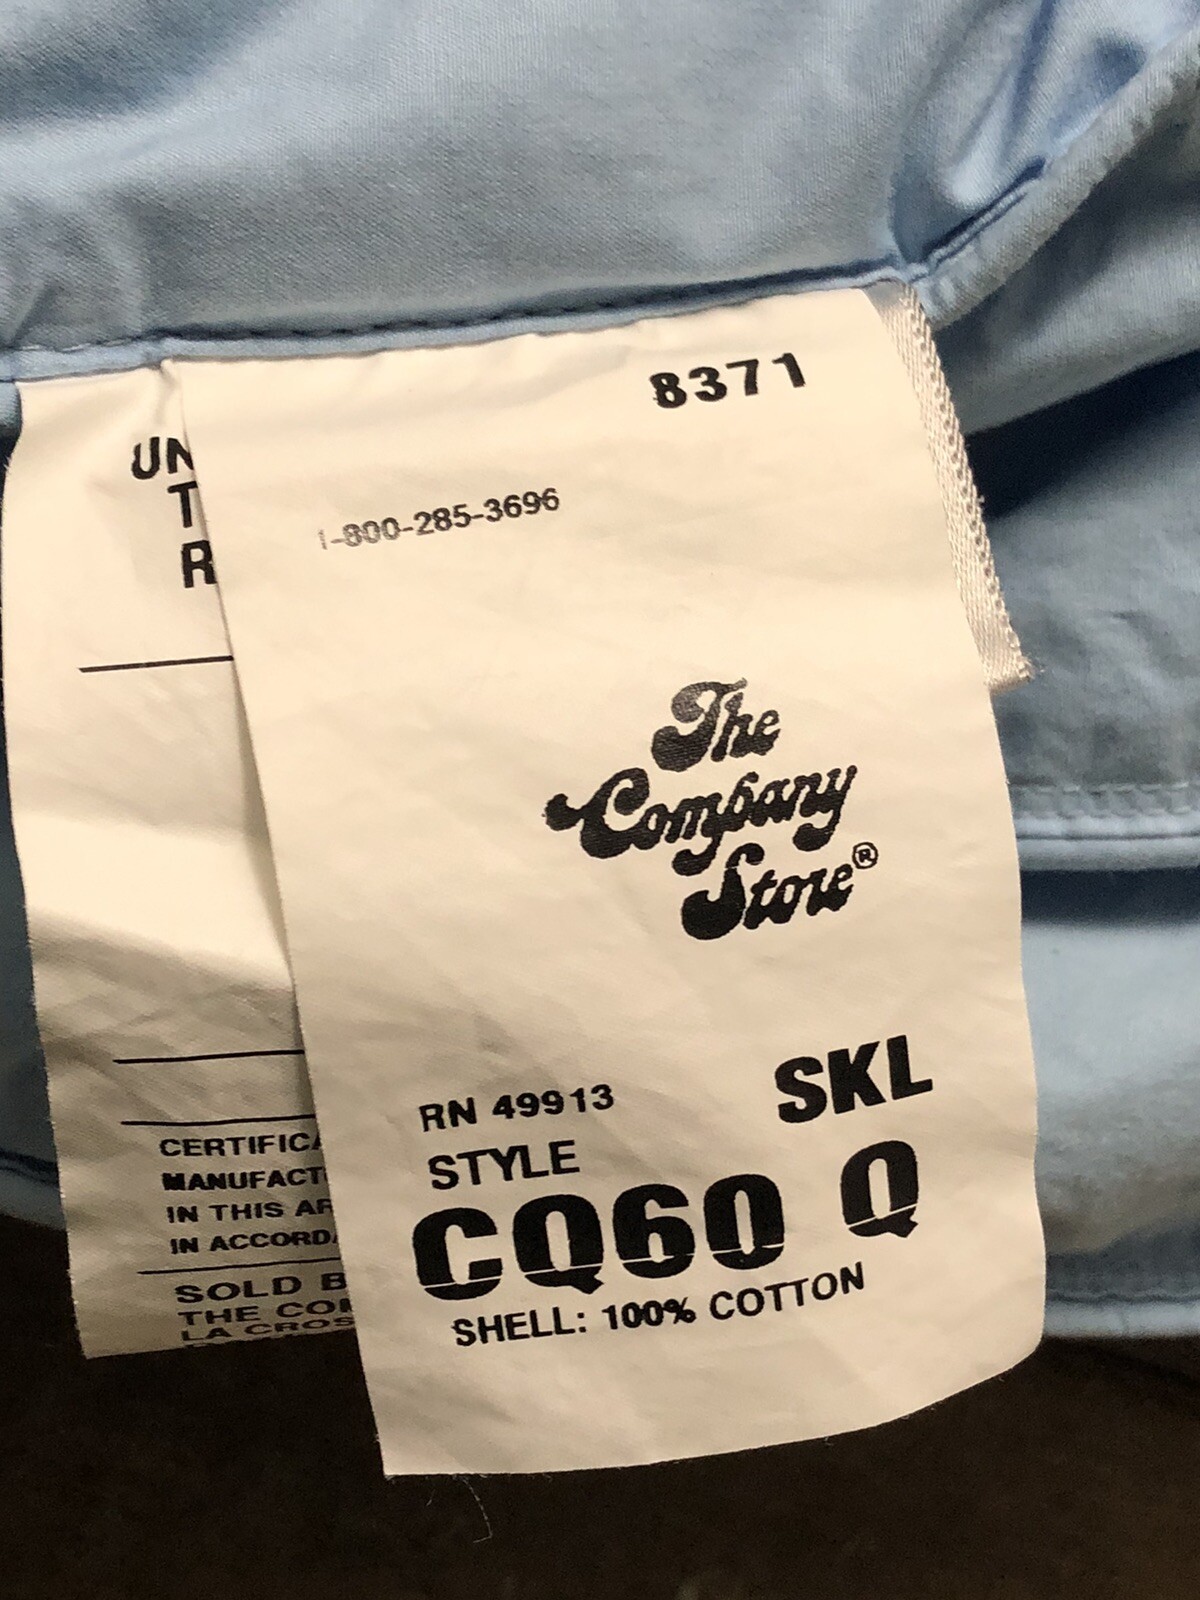 8371
1-800-285-3696
The
Company
Store®
SKL
RN 49913
STYLE
CQ60 Q
SHELL: 100% COTTON
UN
T
R
CERTIFICA
MANUFACT
IN THIS AR
IN ACCORDA
SOLD B
THE COM
LA CROS